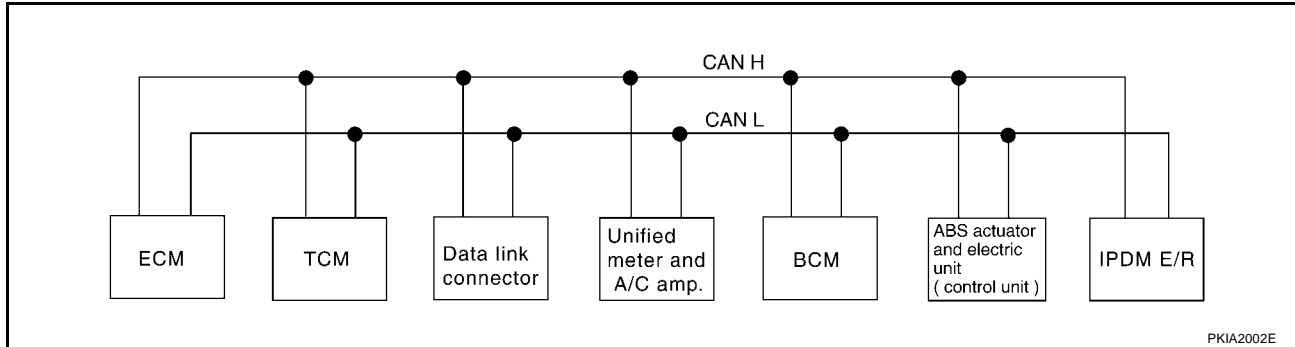 CAN H
CAN L
ECM
TCM
Data link
connector
Unified
meter and
A/C amp.
BCM
ABS actuator
and electric
unit
( control unit )
IPDM E/R
PKIA2002E